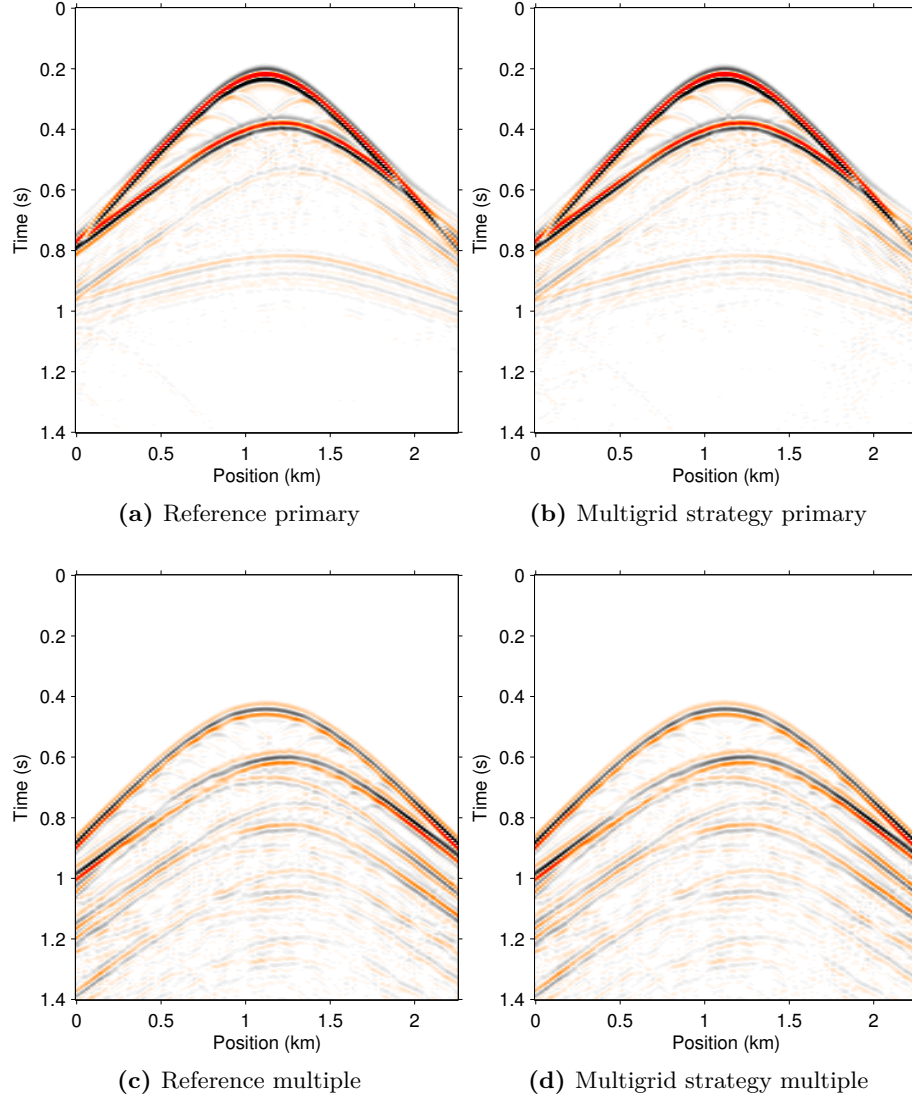 0
0.2
0.4
0.6
0.8
1
1.2
1.4
Time (s)
0 0.5 1 1.5 2
Position (km)
(a) Reference primary
0
0.2
0.4
0.6
0.8
1
1.2
1.4
Time (s)
0 0.5 1 1.5 2
Position (km)
(b) Multigrid strategy primary
0
0.2
0.4
0.6
0.8
1
1.2
1.4
Time (s)
0 0.5 1 1.5 2
Position (km)
(c) Reference multiple
0
0.2
0.4
0.6
0.8
1
1.2
1.4
Time (s)
0 0.5 1 1.5 2
Position (km)
(d) Multigrid strategy multiple